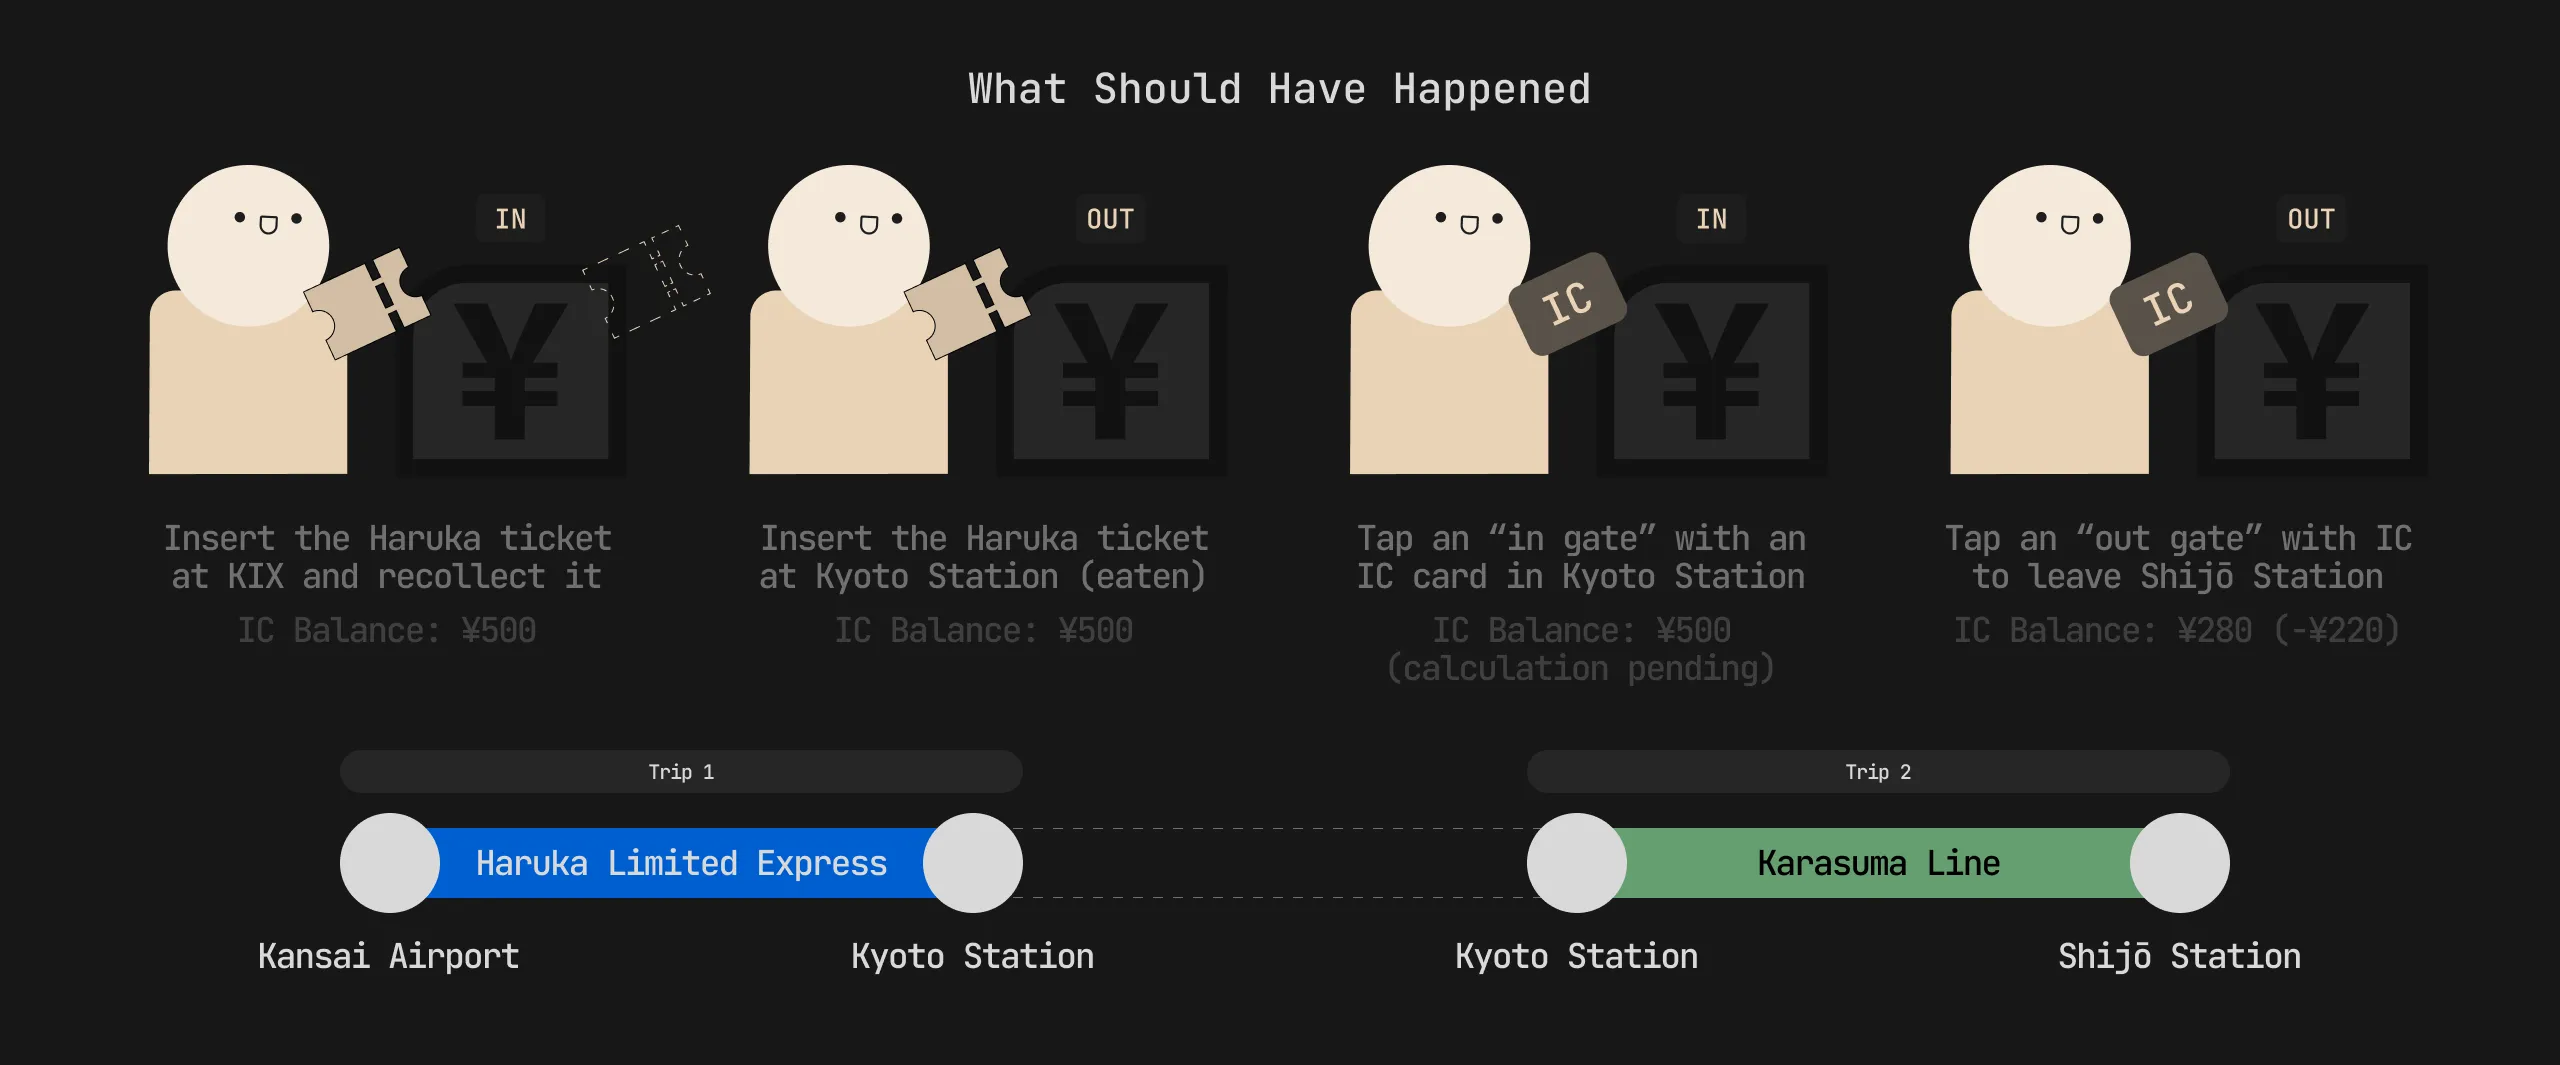 What Should Have Happened
IN
OUT
IN
OUT
¥
¥
¥
¥
IC
IC
Insert the Haruka ticket
at KIX and recollect it
IC Balance: ¥500
Insert the Haruka ticket
at Kyoto Station (eaten)
IC Balance: ¥500
Tap an “in gate” with an
IC card in Kyoto Station
IC Balance: ¥500
(calculation pending)
Tap an “out gate” with IC
to leave Shijō Station
IC Balance: ¥280 (-¥220)
Trip 1
Trip 2
Haruka Limited Express
Karasuma Line
Kansai Airport
Kyoto Station
Kyoto Station
Shijō Station